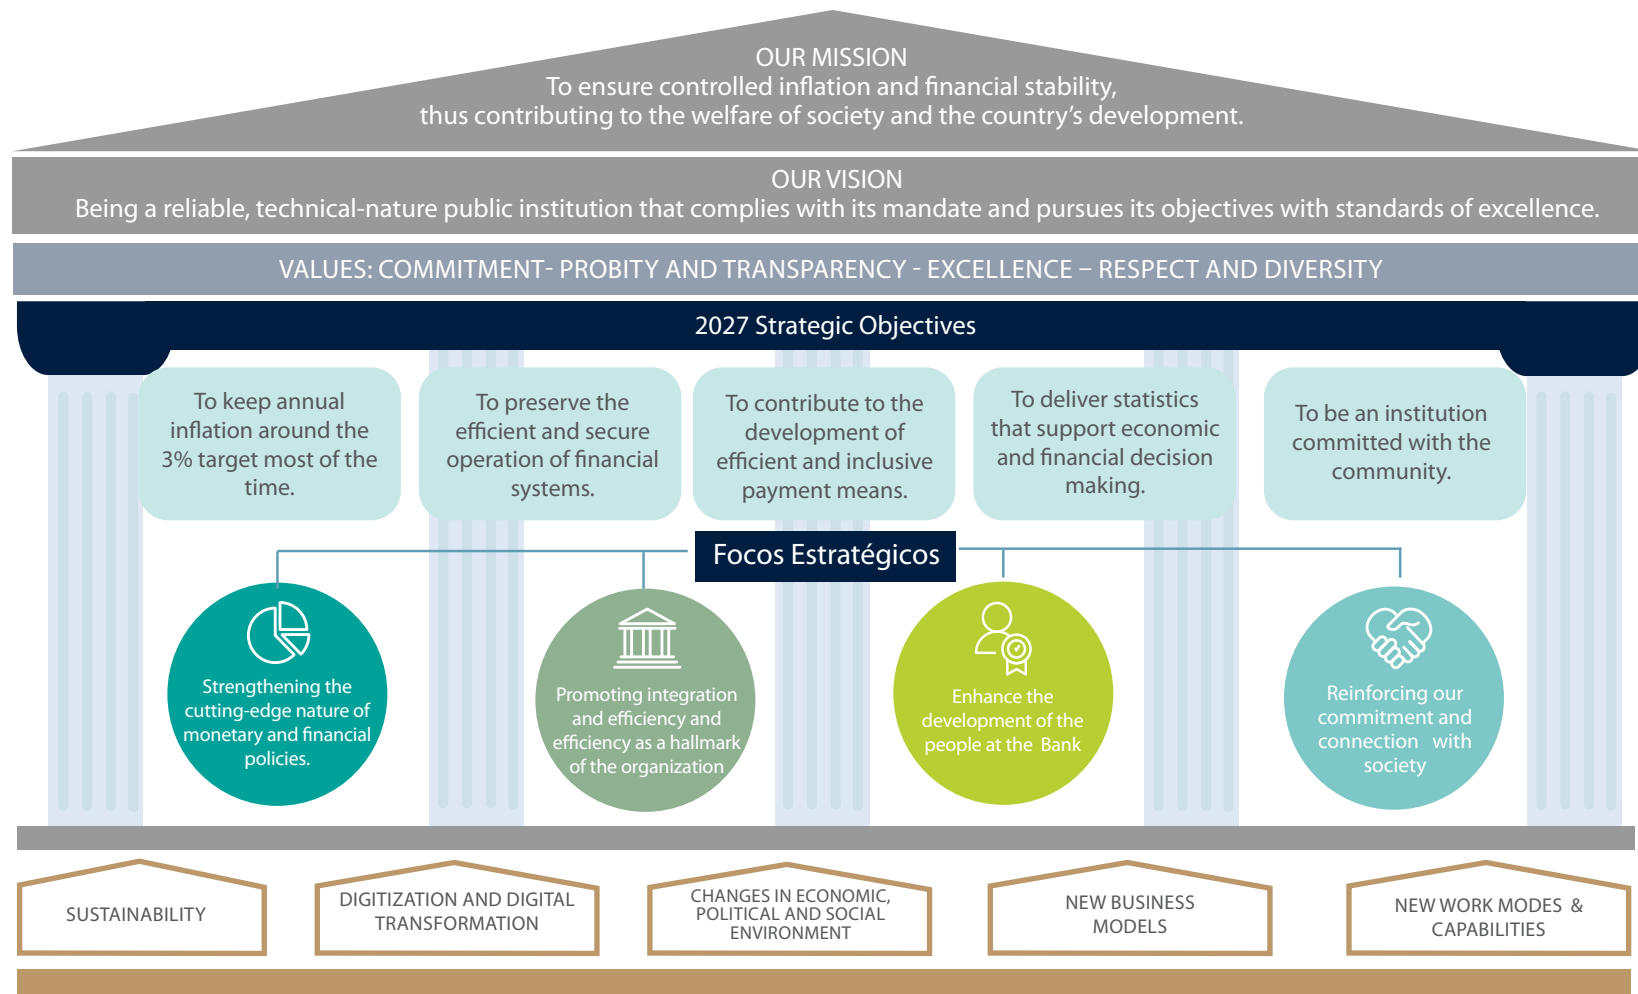 OUR MISSION
To ensure controlled inflation and financial stability,
thus contributing to the welfare of society and the country's development.
OUR VISION
Being a reliable, technical-nature public institution that complies with its mandate and pursues its objectives with standards of excellence.
VALUES: COMMITMENT- PROBITY AND TRANSPARENCY - EXCELLENCE – RESPECT AND DIVERSITY
2027 Strategic Objectives
To keep annual
inflation around the
3% target most of the
time.
To preserve the
efficient and secure
operation of financial
systems.
To contribute to the
development of
efficient and inclusive
payment means.
To deliver statistics
that support economic
and financial decision
making.
To be an institution
committed with the
community.
Focos Estratégicos
Strengthening the
cutting-edge nature of
monetary and financial
policies.
Promoting integration
and efficiency and
efficiency as a hallmark
of the organization
Enhance the
development of the
people at the Bank
Reinforcing our
commitment and
connection with
society
SUSTAINABILITY
DIGITIZATION AND DIGITAL
TRANSFORMATION
CHANGES IN ECONOMIC,
POLITICAL AND SOCIAL
ENVIRONMENT
NEW BUSINESS
MODELS
NEW WORK MODES &
CAPABILITIES